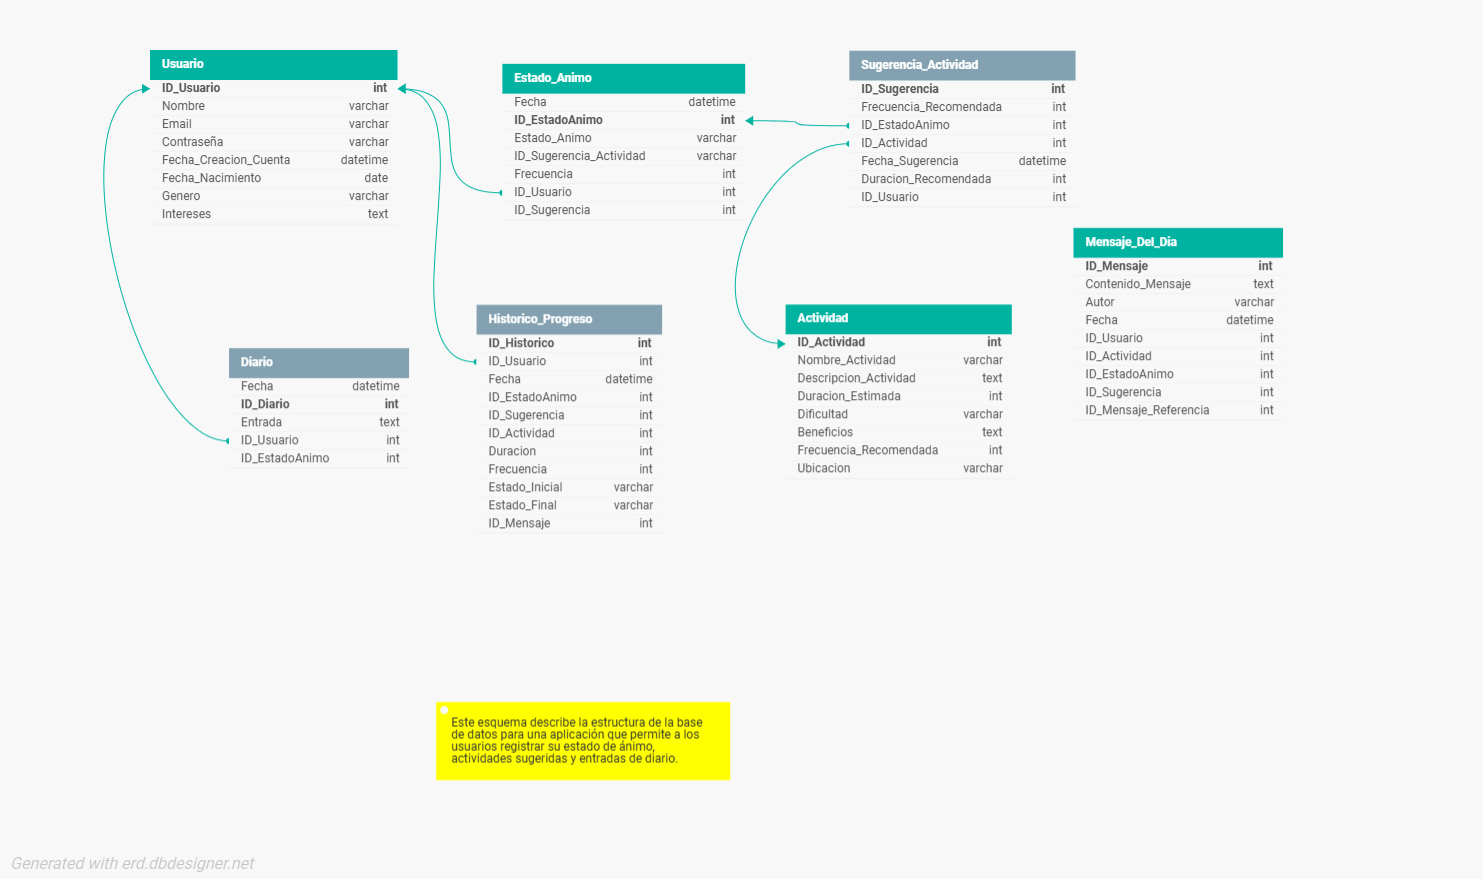 Usuario
ID_Usuario int
Nombre varchar
Email varchar
Contraseña varchar
Fecha_Creacion_Cuenta datetime
Fecha_Nacimiento date
Genero varchar
Intereses text
Estado_Animo
Fecha datetime
ID_EstadoAnimo int
Estado_Animo varchar
ID_Sugerencia_Actividad varchar
Frecuencia int
ID_Usuario int
ID_Sugerencia int
Sugerencia_Actividad
ID_Sugerencia int
Frecuencia_Recomendada int
ID_EstadoAnimo int
ID_Actividad int
Fecha_Sugerencia datetime
Duracion_Recomendada int
ID_Usuario int
Mensaje_Del_Dia
ID_Mensaje int
Contenido_Mensaje text
Autor varchar
Fecha datetime
ID_Usuario int
ID_Actividad int
ID_EstadoAnimo int
ID_Sugerencia int
ID_Mensaje_Referencia int
Diario
Fecha datetime
ID_Diario int
Entrada text
ID_Usuario int
ID_EstadoAnimo int
Historico_Progreso
ID_Historico int
ID_Usuario int
Fecha datetime
ID_EstadoAnimo int
ID_Sugerencia int
ID_Actividad int
Duracion int
Frecuencia int
Estado_Inicial varchar
Estado_Final varchar
ID_Mensaje int
Actividad
ID_Actividad int
Nombre_Actividad varchar
Descripcion_Actividad text
Duracion_Estimada int
Dificultad varchar
Beneficios text
Frecuencia_Recomendada int
Ubicacion varchar
Este esquema describe la estructura de la base
de datos para una aplicación que permite a los
usuarios registrar su estado de ánimo,
actividades sugeridas y entradas de diario.
Generated with erd.dbdesigner.net